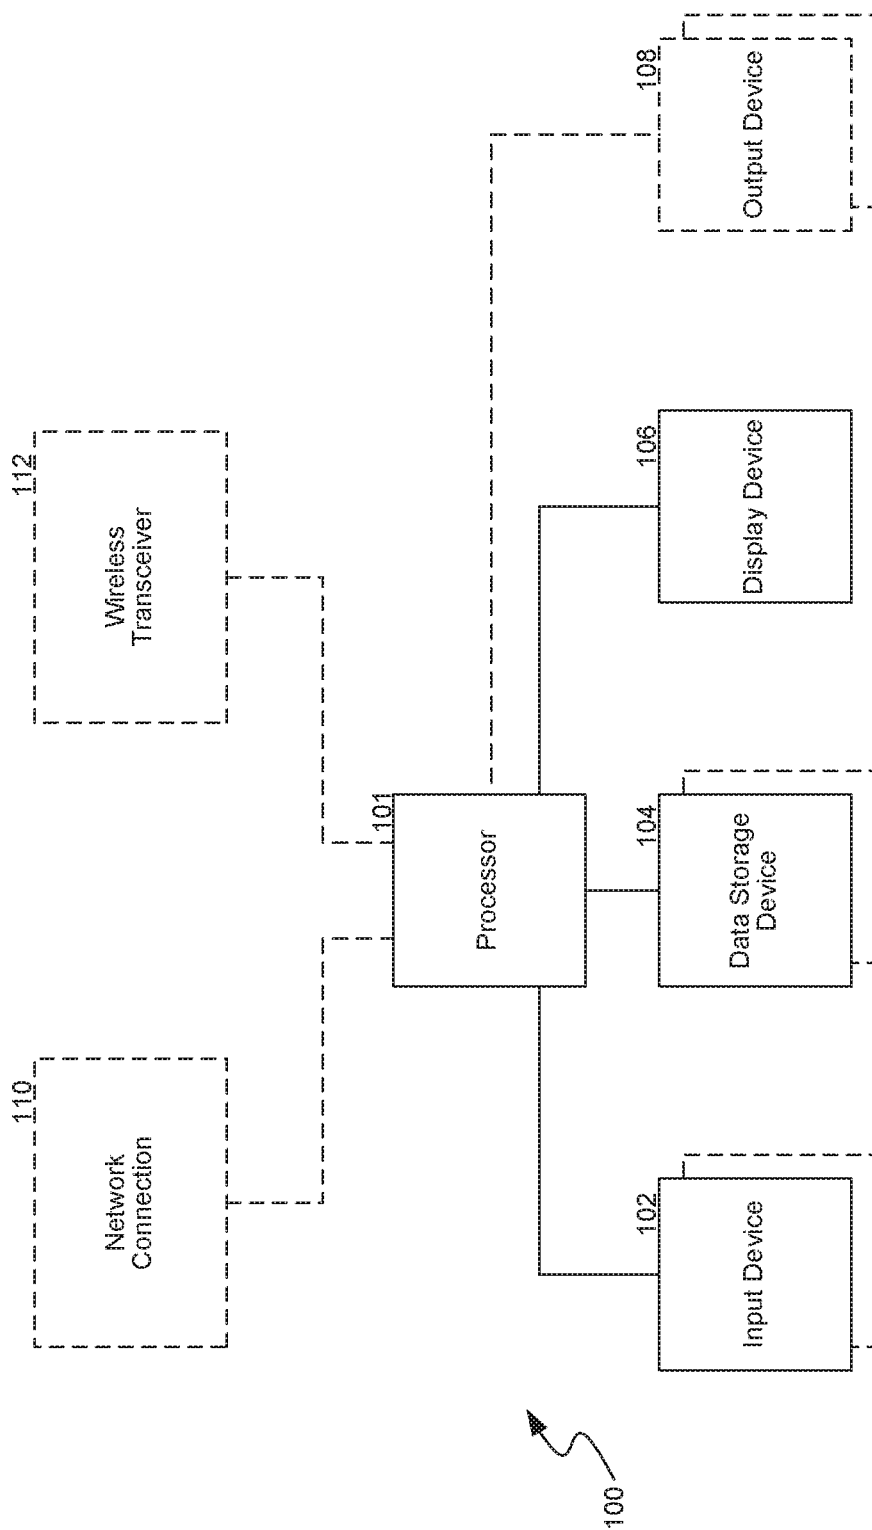 110
Network
Connection
112
Wireless
Transceiver
101
Processor
102
Input Device
104
Data Storage
Device
106
Display Device
108
Output Device
100